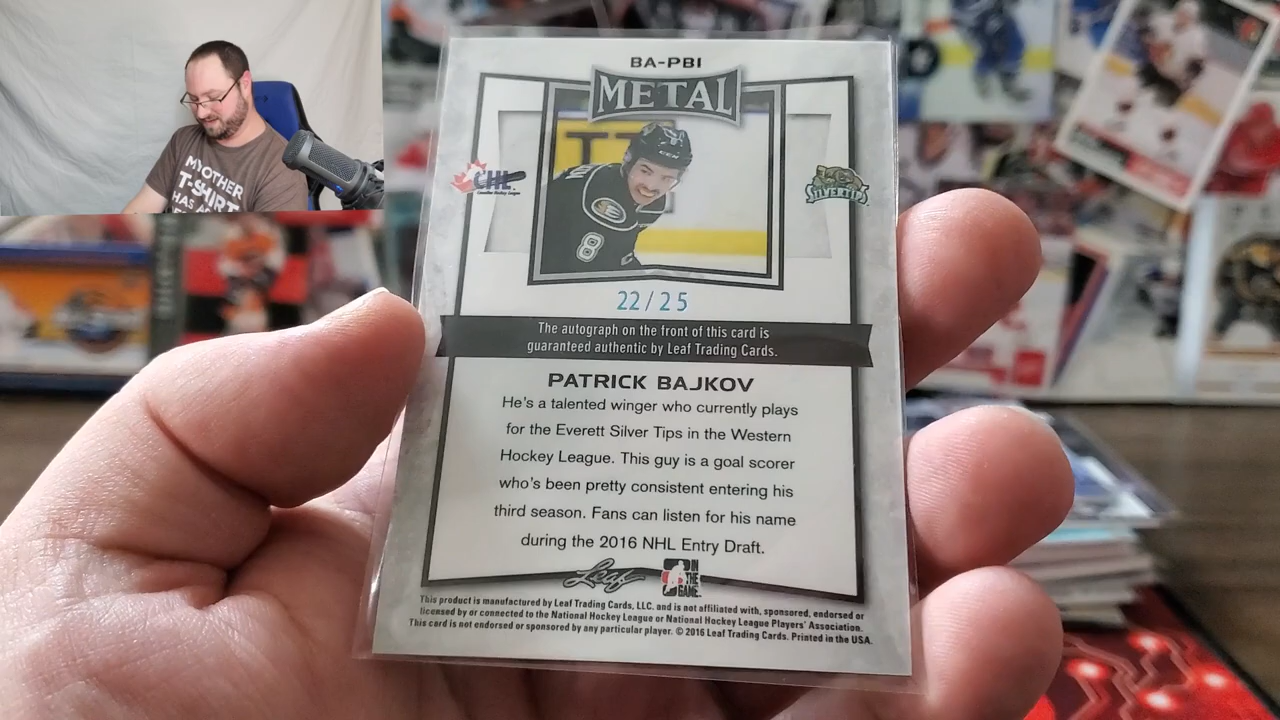 BA-PBI
METAL
CHL
SILVERTIPS
8
22/25
The autograph on the front of this card is
guaranteed authentic by Leaf Trading Cards.
PATRICK BAJKOV
He's a talented winger who currently plays
for the Everett Silver Tips in the Western
Hockey League. This guy is a goal scorer
who's been pretty consistent entering his
third season. Fans can listen for his name
during the 2016 NHL Entry Draft.
Leaf
IN
THE
GAME
This product is manufactured by Leaf Trading Cards, LLC. and is not affiliated with, sponsored, endorsed or
licensed by or connected to the National Hockey League or National Hockey League Players' Association.
This card is not endorsed or sponsored by any particular player. © 2016 Leaf Trading Cards. Printed in the USA.
MY OTHER
T-SHIRT
HAS